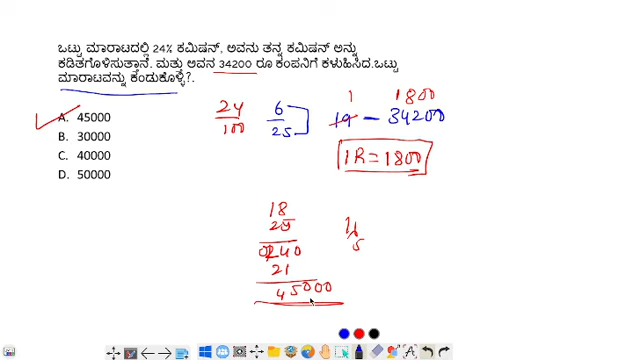 ಒಟ್ಟು ಮಾರಾಟದಲ್ಲಿ 24% ಕಮಿಷನ್, ಅವನು ತನ್ನ ಕಮಿಷನ್ ಅನ್ನು
ಕಡಿತಗೊಳಿಸುತ್ತಾನೆ. ಮತ್ತು ಅವನ 34200 ರೂ ಕಂಪನಿಗೆ ಕಳುಹಿಸಿದ.ಒಟ್ಟು
ಮಾರಾಟವನ್ನು ಕಂಡುಕೊಳ್ಳಿ?.
A. 45000
B. 30000
C. 40000
D. 50000
24/100
6/25
1 1800
19 – 34200
1R = 1800
18
25
240
21
45000